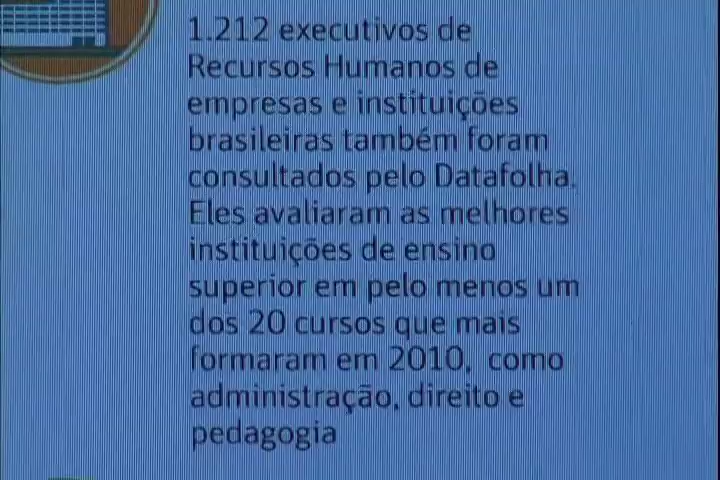 1.212 executivos de
Recursos Humanos de
empresas e instituições
brasileiras também foram
consultados pelo Datafolha.
Eles avaliaram as melhores
instituições de ensino
superior em pelo menos um
dos 20 cursos que mais
formaram em 2010, como
administração, direito e
pedagogia